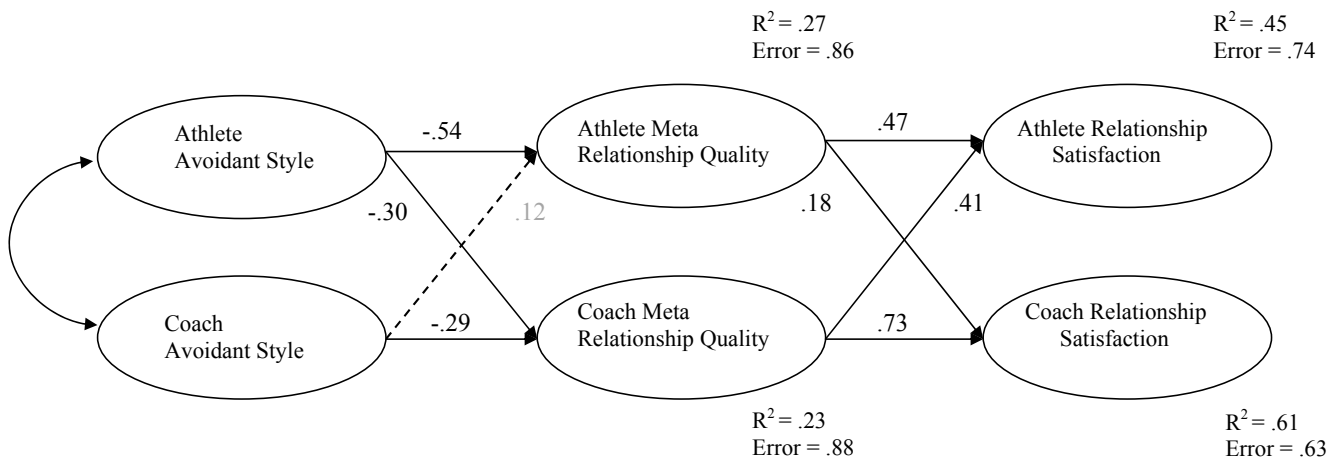 R² = .27
Error = .86
R² = .45
Error = .74
Athlete
Avoidant Style
-.54
Athlete Meta
Relationship Quality
.47
Athlete Relationship
Satisfaction
-.30
.12
.18
.41
Coach
Avoidant Style
-.29
Coach Meta
Relationship Quality
.73
Coach Relationship
Satisfaction
R² = .23
Error = .88
R² = .61
Error = .63